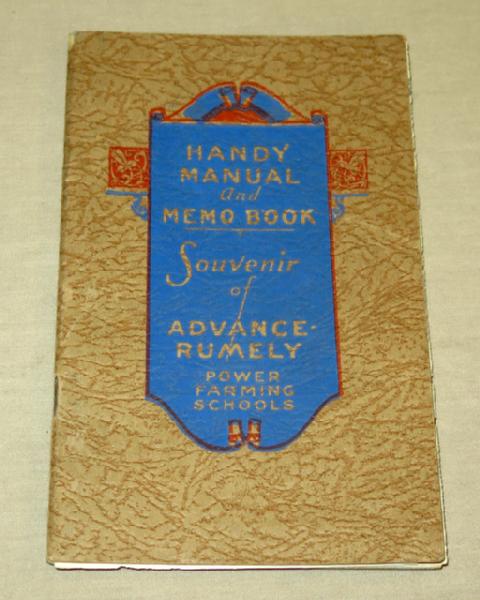 HANDY
MANUAL
and
MEMO BOOK
Souvenir
of
ADVANCE-
RUMELY
POWER
FARMING
SCHOOLS